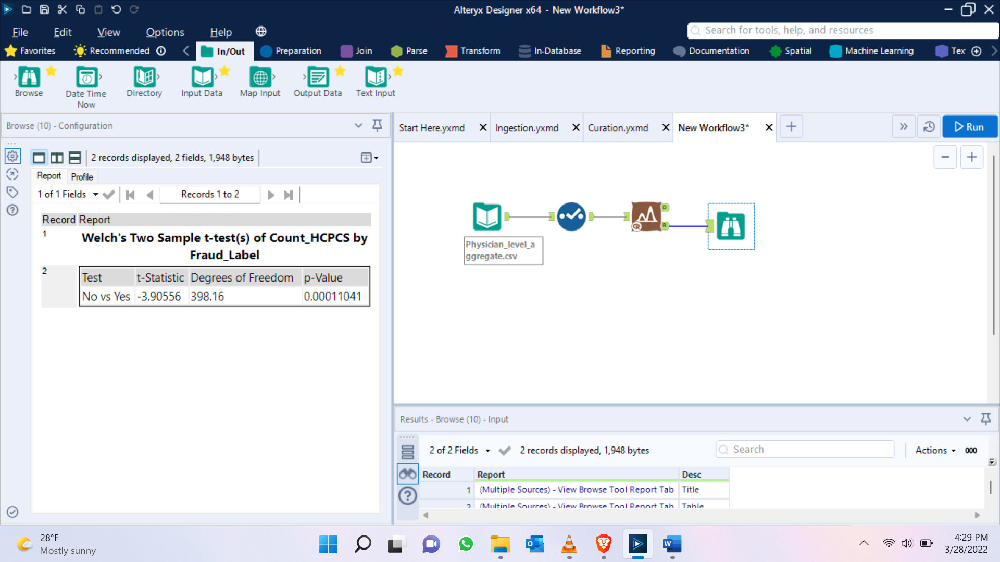 Alteryx Designer x64 - New Workflow3*
File Edit View Options Help
Search for tools, help, and resources
Favorites Recommended In/Out Preparation Join Parse Transform In-Database Reporting Documentation Spatial Machine Learning Tex
Browse
Date Time
Now
Directory
Input Data
Map Input
Output Data
Text Input
Browse (10) - Configuration
2 records displayed, 2 fields, 1,948 bytes
Report Profile
1 of 1 Fields Records 1 to 2
Record Report
1
Welch's Two Sample t-test(s) of Count_HCPCS by
Fraud_Label
2
Test t-Statistic Degrees of Freedom p-Value
No vs Yes -3.90556 398.16 0.00011041
Start Here.yxmd Ingestion.yxmd Curation.yxmd New Workflow3*
Run
D
R
R
Physician_level_a
ggregate.csv
Results - Browse (10) - Input
2 of 2 Fields 2 records displayed, 1,948 bytes Search Actions 000
Record Report Desc
1 (Multiple Sources) - View Browse Tool Report Tab Title
2 (Multiple Sources) - View Browse Tool Report Tab Table
28°F
Mostly sunny
4:29 PM
3/28/2022